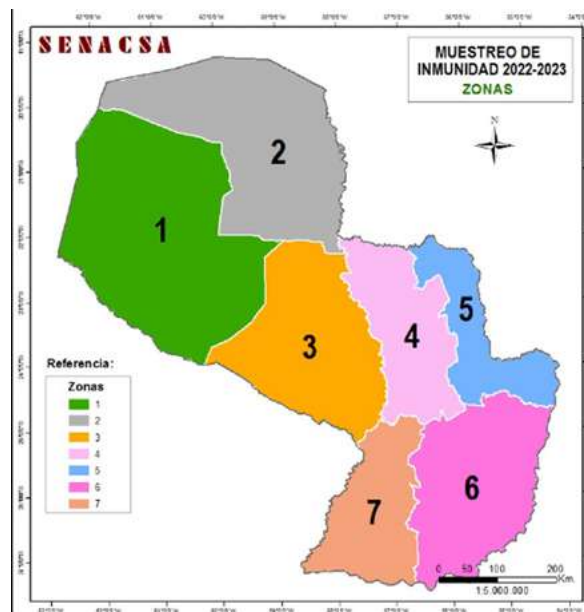 SENACSA
MUESTREO DE
INMUNIDAD 2022-2023
ZONAS
N
1
2
3
4
5
6
7
Referencia:
Zonas
1
2
3
4
5
6
7
0 50 100 200
Km.
1:5.000.000